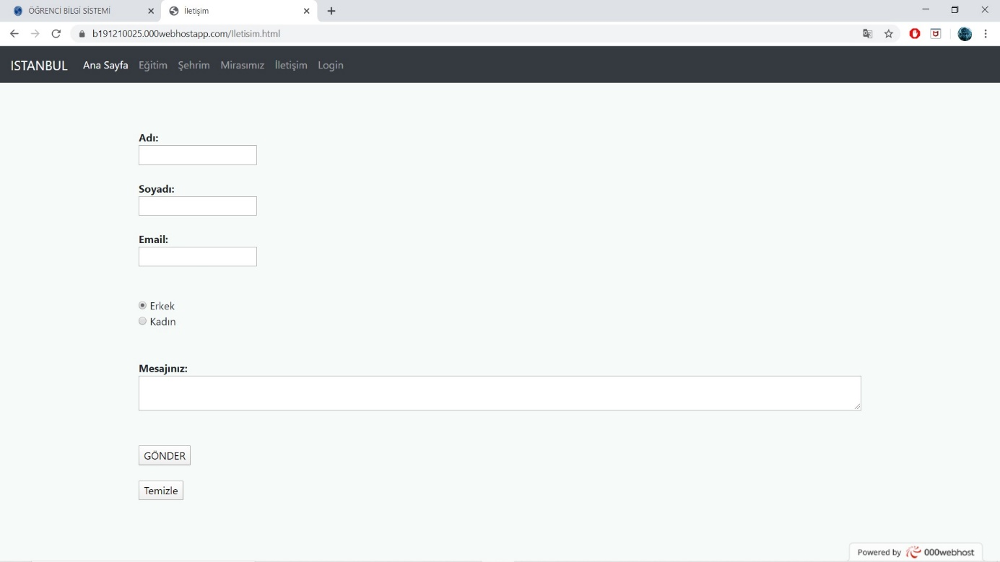 ÖĞRENCİ BİLGİ SİSTEMİ
İletişim
b191210025.000webhostapp.com/Iletisim.html
ISTANBUL Ana Sayfa Eğitim Şehrim Mirasımız İletişim Login
Adı:
Soyadı:
Email:
Erkek
Kadın
Mesajınız:
GÖNDER
Temizle
Powered by 000webhost